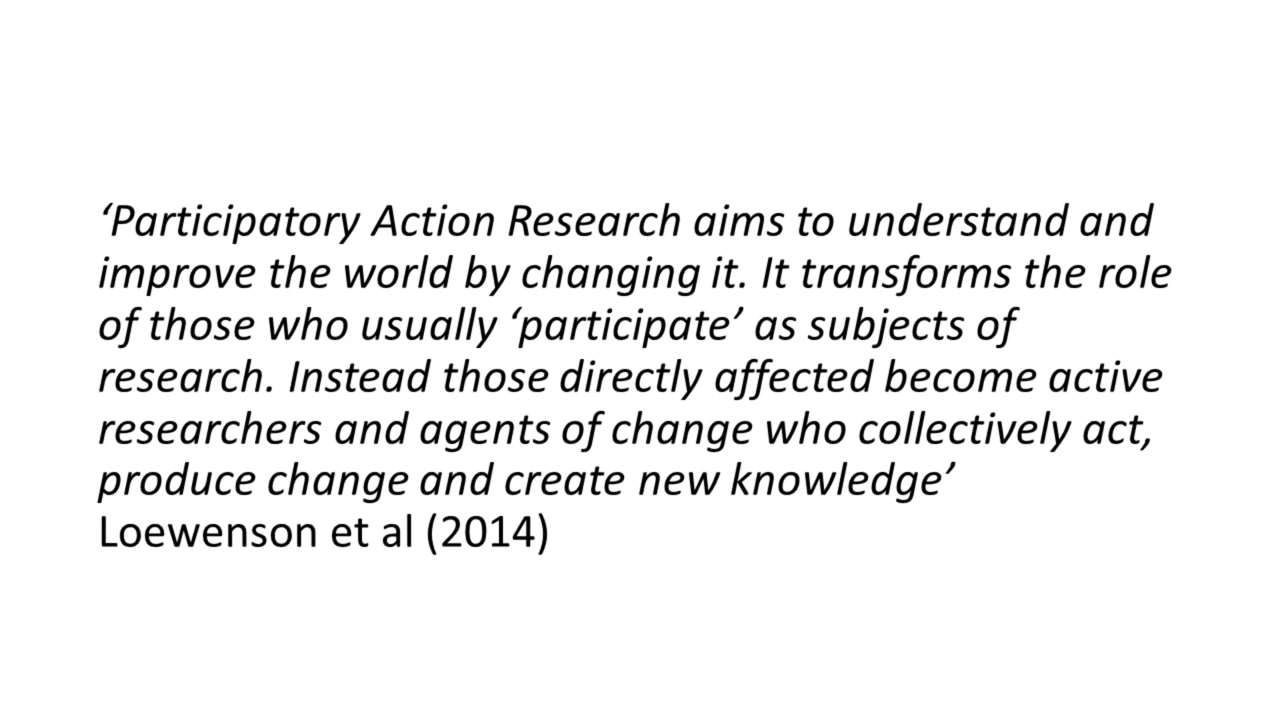 ‘Participatory Action Research aims to understand and
improve the world by changing it. It transforms the role
of those who usually ‘participate’ as subjects of
research. Instead those directly affected become active
researchers and agents of change who collectively act,
produce change and create new knowledge’
Loewenson et al (2014)